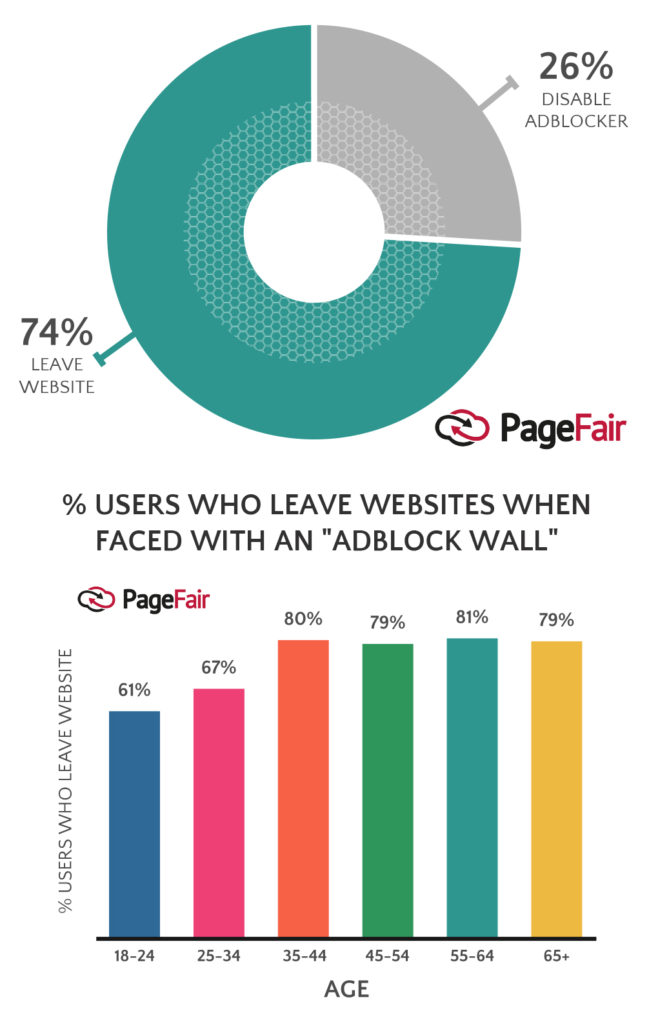 26%
DISABLE
ADBLOCKER
74%
LEAVE
WEBSITE
PageFair
% USERS WHO LEAVE WEBSITES WHEN
FACED WITH AN "ADBLOCK WALL"
PageFair
% USERS WHO LEAVE WEBSITE
61%
67%
80%
79%
81%
79%
18-24
25-34
35-44
45-54
55-64
65+
AGE